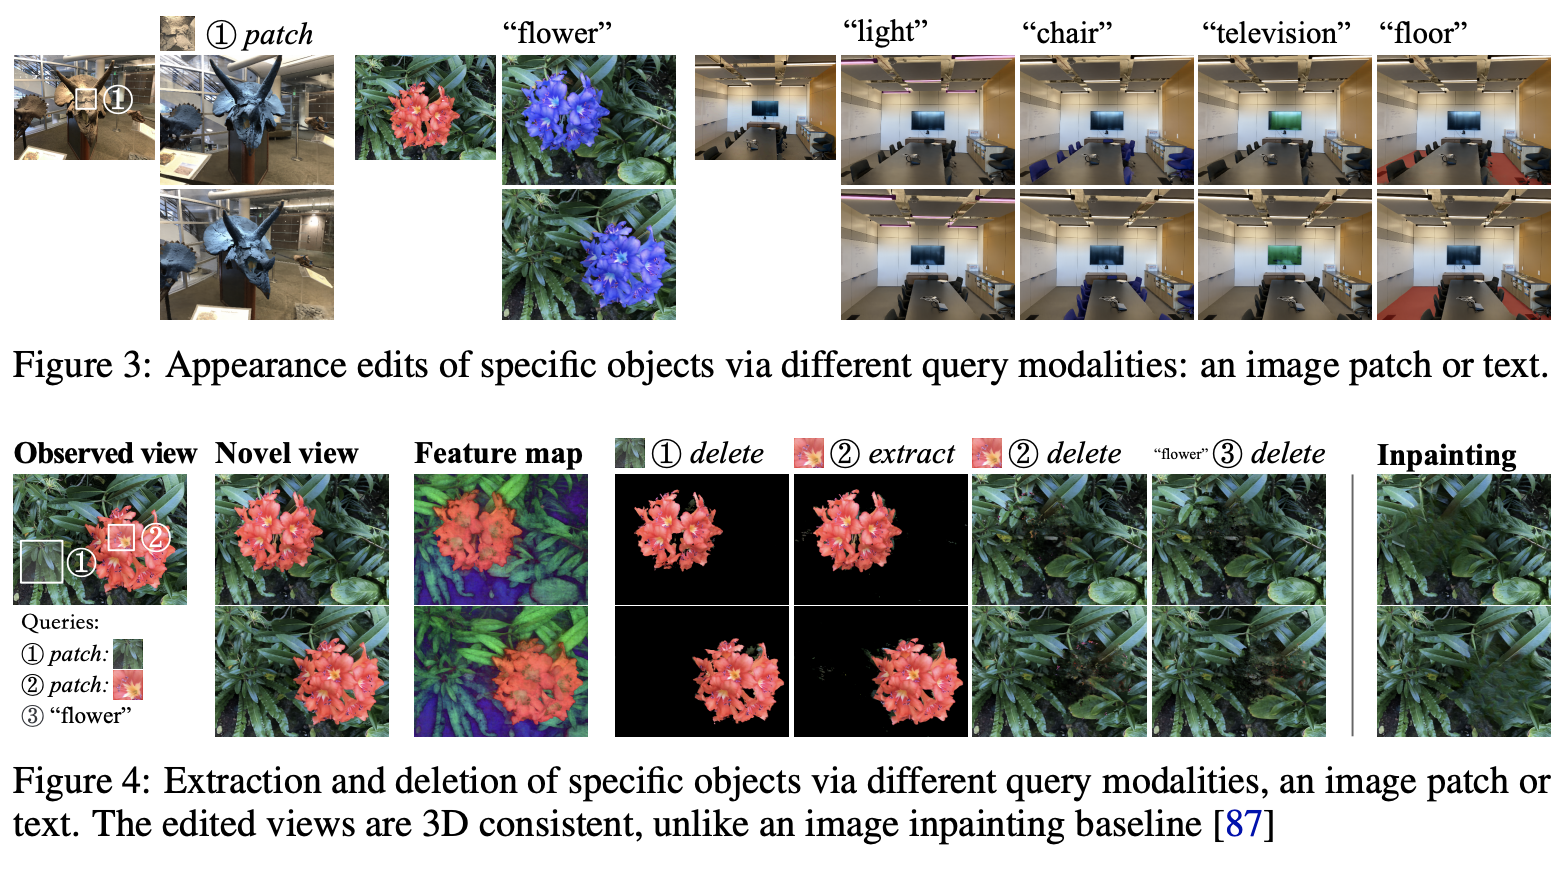 ① patch
“flower”
“light”
“chair”
“television”
“floor”
①
Figure 3: Appearance edits of specific objects via different query modalities: an image patch or text.
Observed view
Novel view
Feature map
① delete
② extract
② delete
“flower” ③ delete
Inpainting
②
①
Queries:
① patch:
② patch:
③ “flower”
Figure 4: Extraction and deletion of specific objects via different query modalities, an image patch or
text. The edited views are 3D consistent, unlike an image inpainting baseline [87]